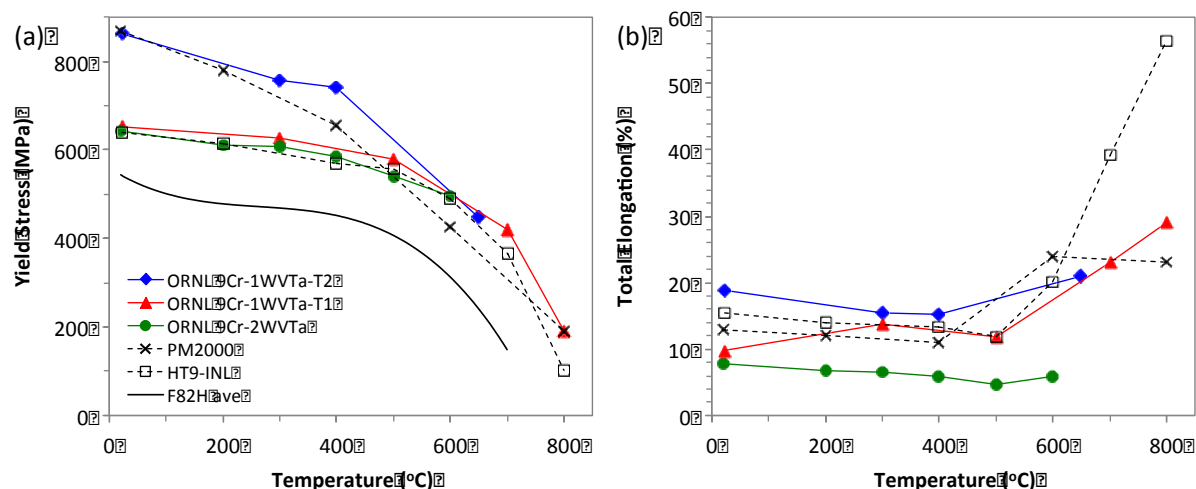 (a)
800
600
400
200
0
Yield Stress (MPa)
ORNL 9Cr-1WVTa-T2
ORNL 9Cr-1WVTa-T1
ORNL 9Cr-2WVTa
PM2000
HT9-INL
F82H ave
0 200 400 600 800
Temperature (°C)
(b)
60
50
40
30
20
10
0
Total Elongation (%)
0 200 400 600 800
Temperature (°C)